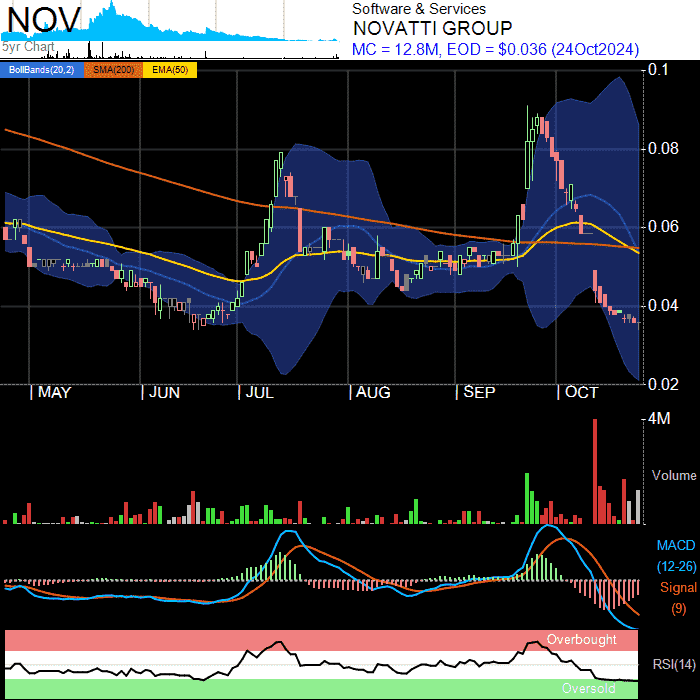 NOV
Software & Services
NOVATTI GROUP
5yr Chart
MC = 12.8M, EOD = $0.036 (24Oct2024)
BollBands(20,2) SMA(200) EMA(50)
0.1
0.08
0.06
0.04
0.02
MAY JUN JUL AUG SEP OCT
4M
Volume
MACD
(12-26)
Signal
(9)
Overbought
RSI(14)
Oversold